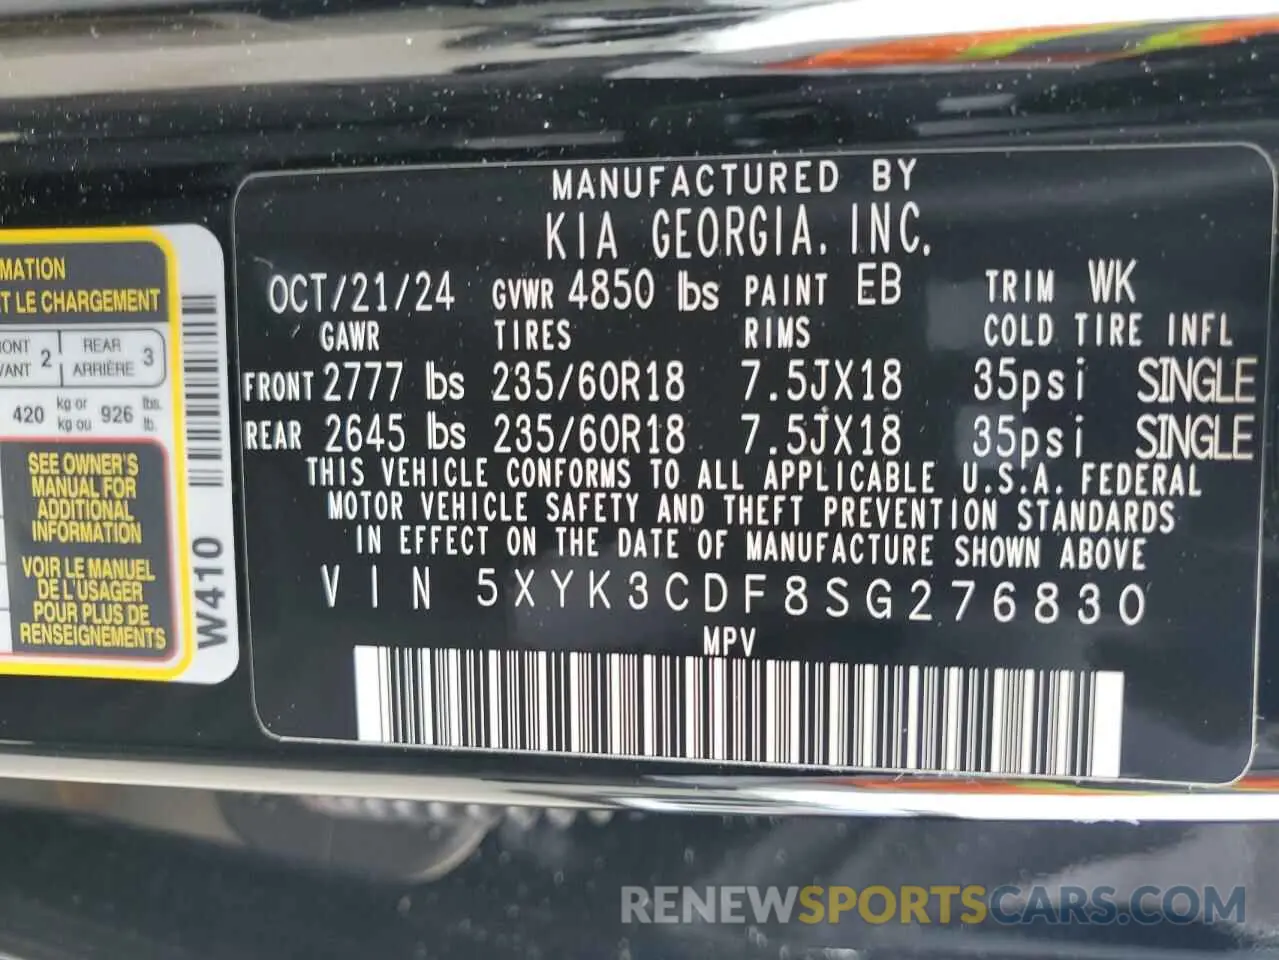 MANUFACTURED BY
KIA GEORGIA. INC.
OCT/21/24 GVWR 4850 lbs PAINT EB TRIM WK
GAWR TIRES RIMS COLD TIRE INFL
FRONT 2777 lbs 235/60R18 7.5JX18 35psi SINGLE
REAR 2645 lbs 235/60R18 7.5JX18 35psi SINGLE
THIS VEHICLE CONFORMS TO ALL APPLICABLE U.S.A. FEDERAL
MOTOR VEHICLE SAFETY AND THEFT PREVENTION STANDARDS
IN EFFECT ON THE DATE OF MANUFACTURE SHOWN ABOVE
VIN 5XYK3CDF8SG276830
MPV
MATION
ET LE CHARGEMENT
RONT 2 REAR 3
VANT ARRIÈRE
420 kg or 926 lbs.
kg ou lb.
SEE OWNER'S
MANUAL FOR
ADDITIONAL
INFORMATION
VOIR LE MANUEL
DE L'USAGER
POUR PLUS DE
RENSEIGNEMENTS
W410
RENEWSPORTSCARS.COM